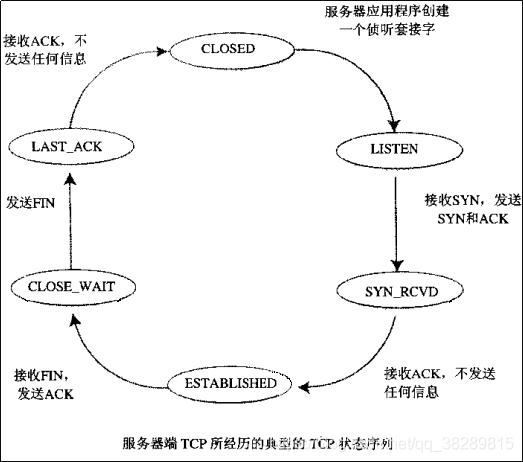 服务器应用程序创建
一个侦听套接字
接收ACK，不
发送任何信息
CLOSED
LAST_ACK
LISTEN
发送FIN
接收SYN，发送
SYN和ACK
CLOSE_WAIT
SYN_RCVD
接收FIN，
发送ACK
ESTABLISHED
接收ACK，不发送
任何信息
服务器端 TCP 所经历的典型的 TCP 状态序列
net/qq_38289815